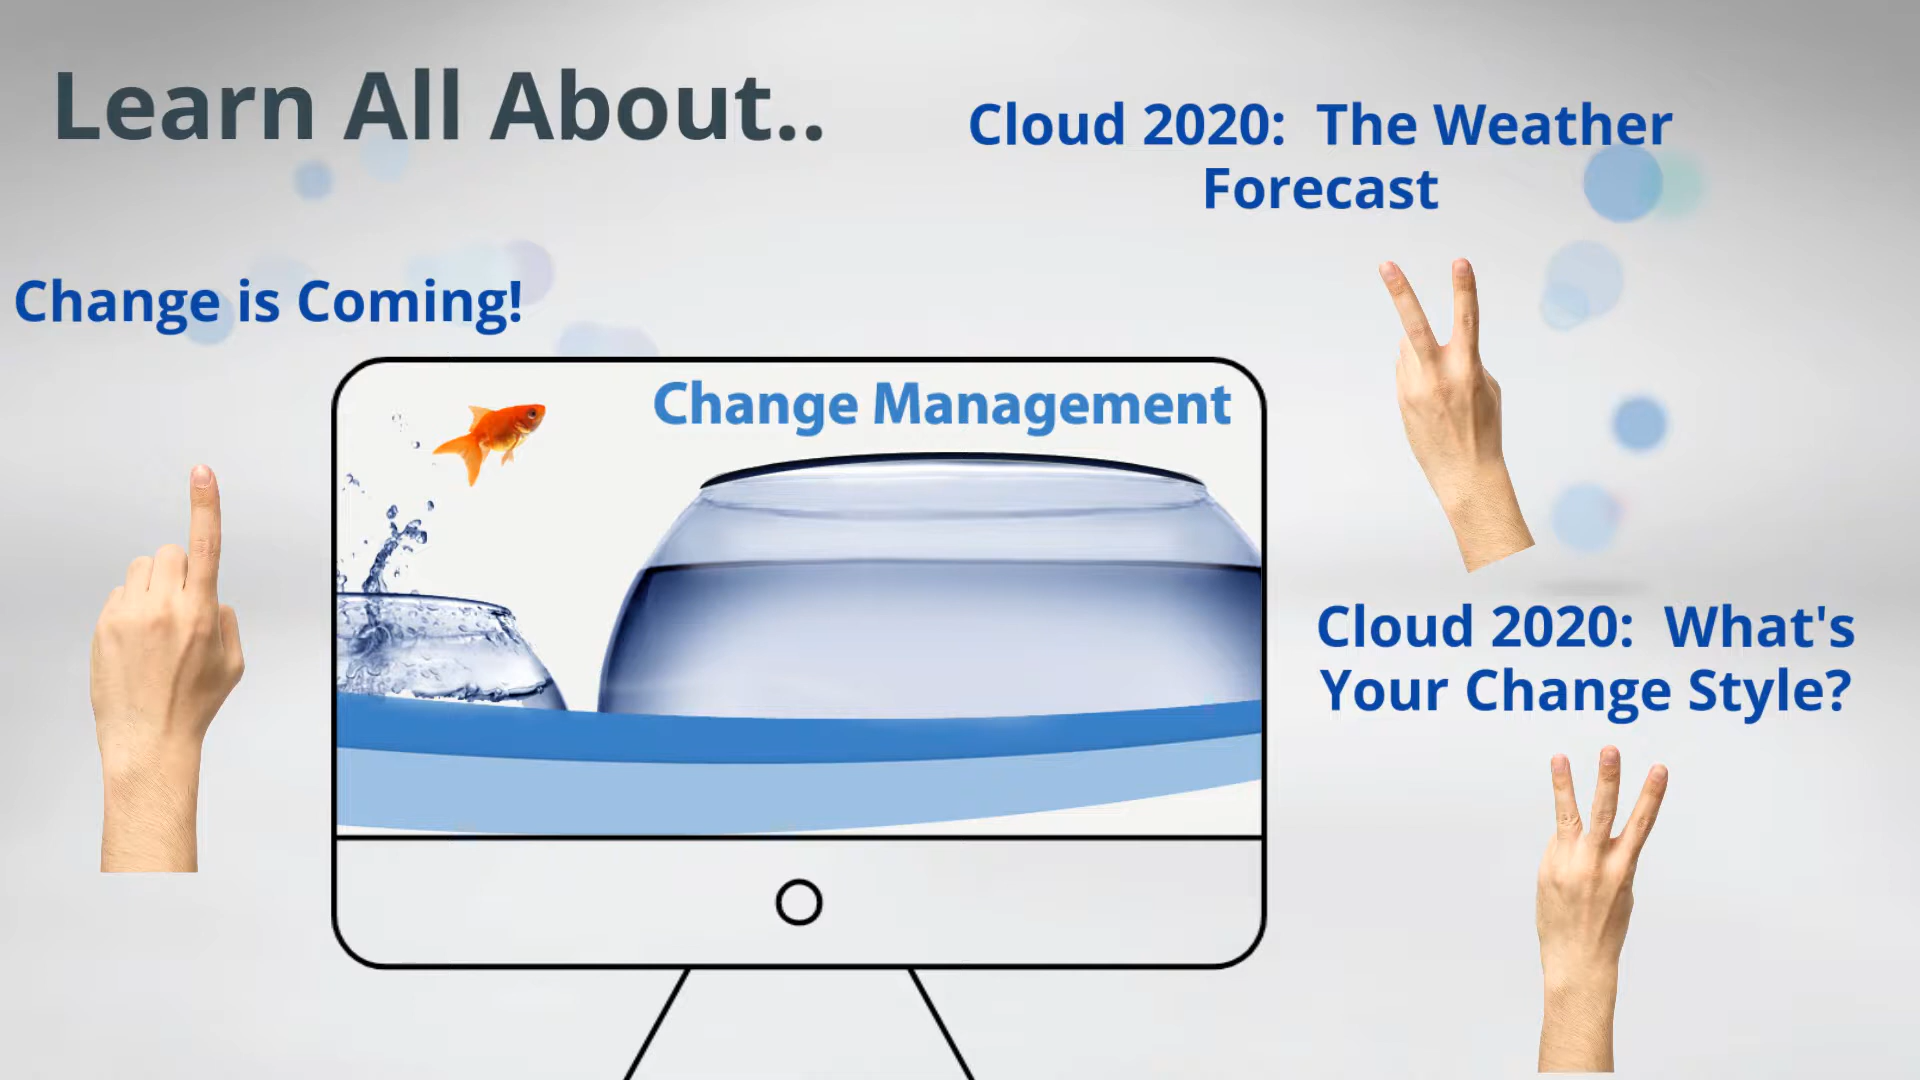 Learn All About..
Cloud 2020:  The Weather
Forecast
Change is Coming!
Change Management
Cloud 2020:  What's
Your Change Style?